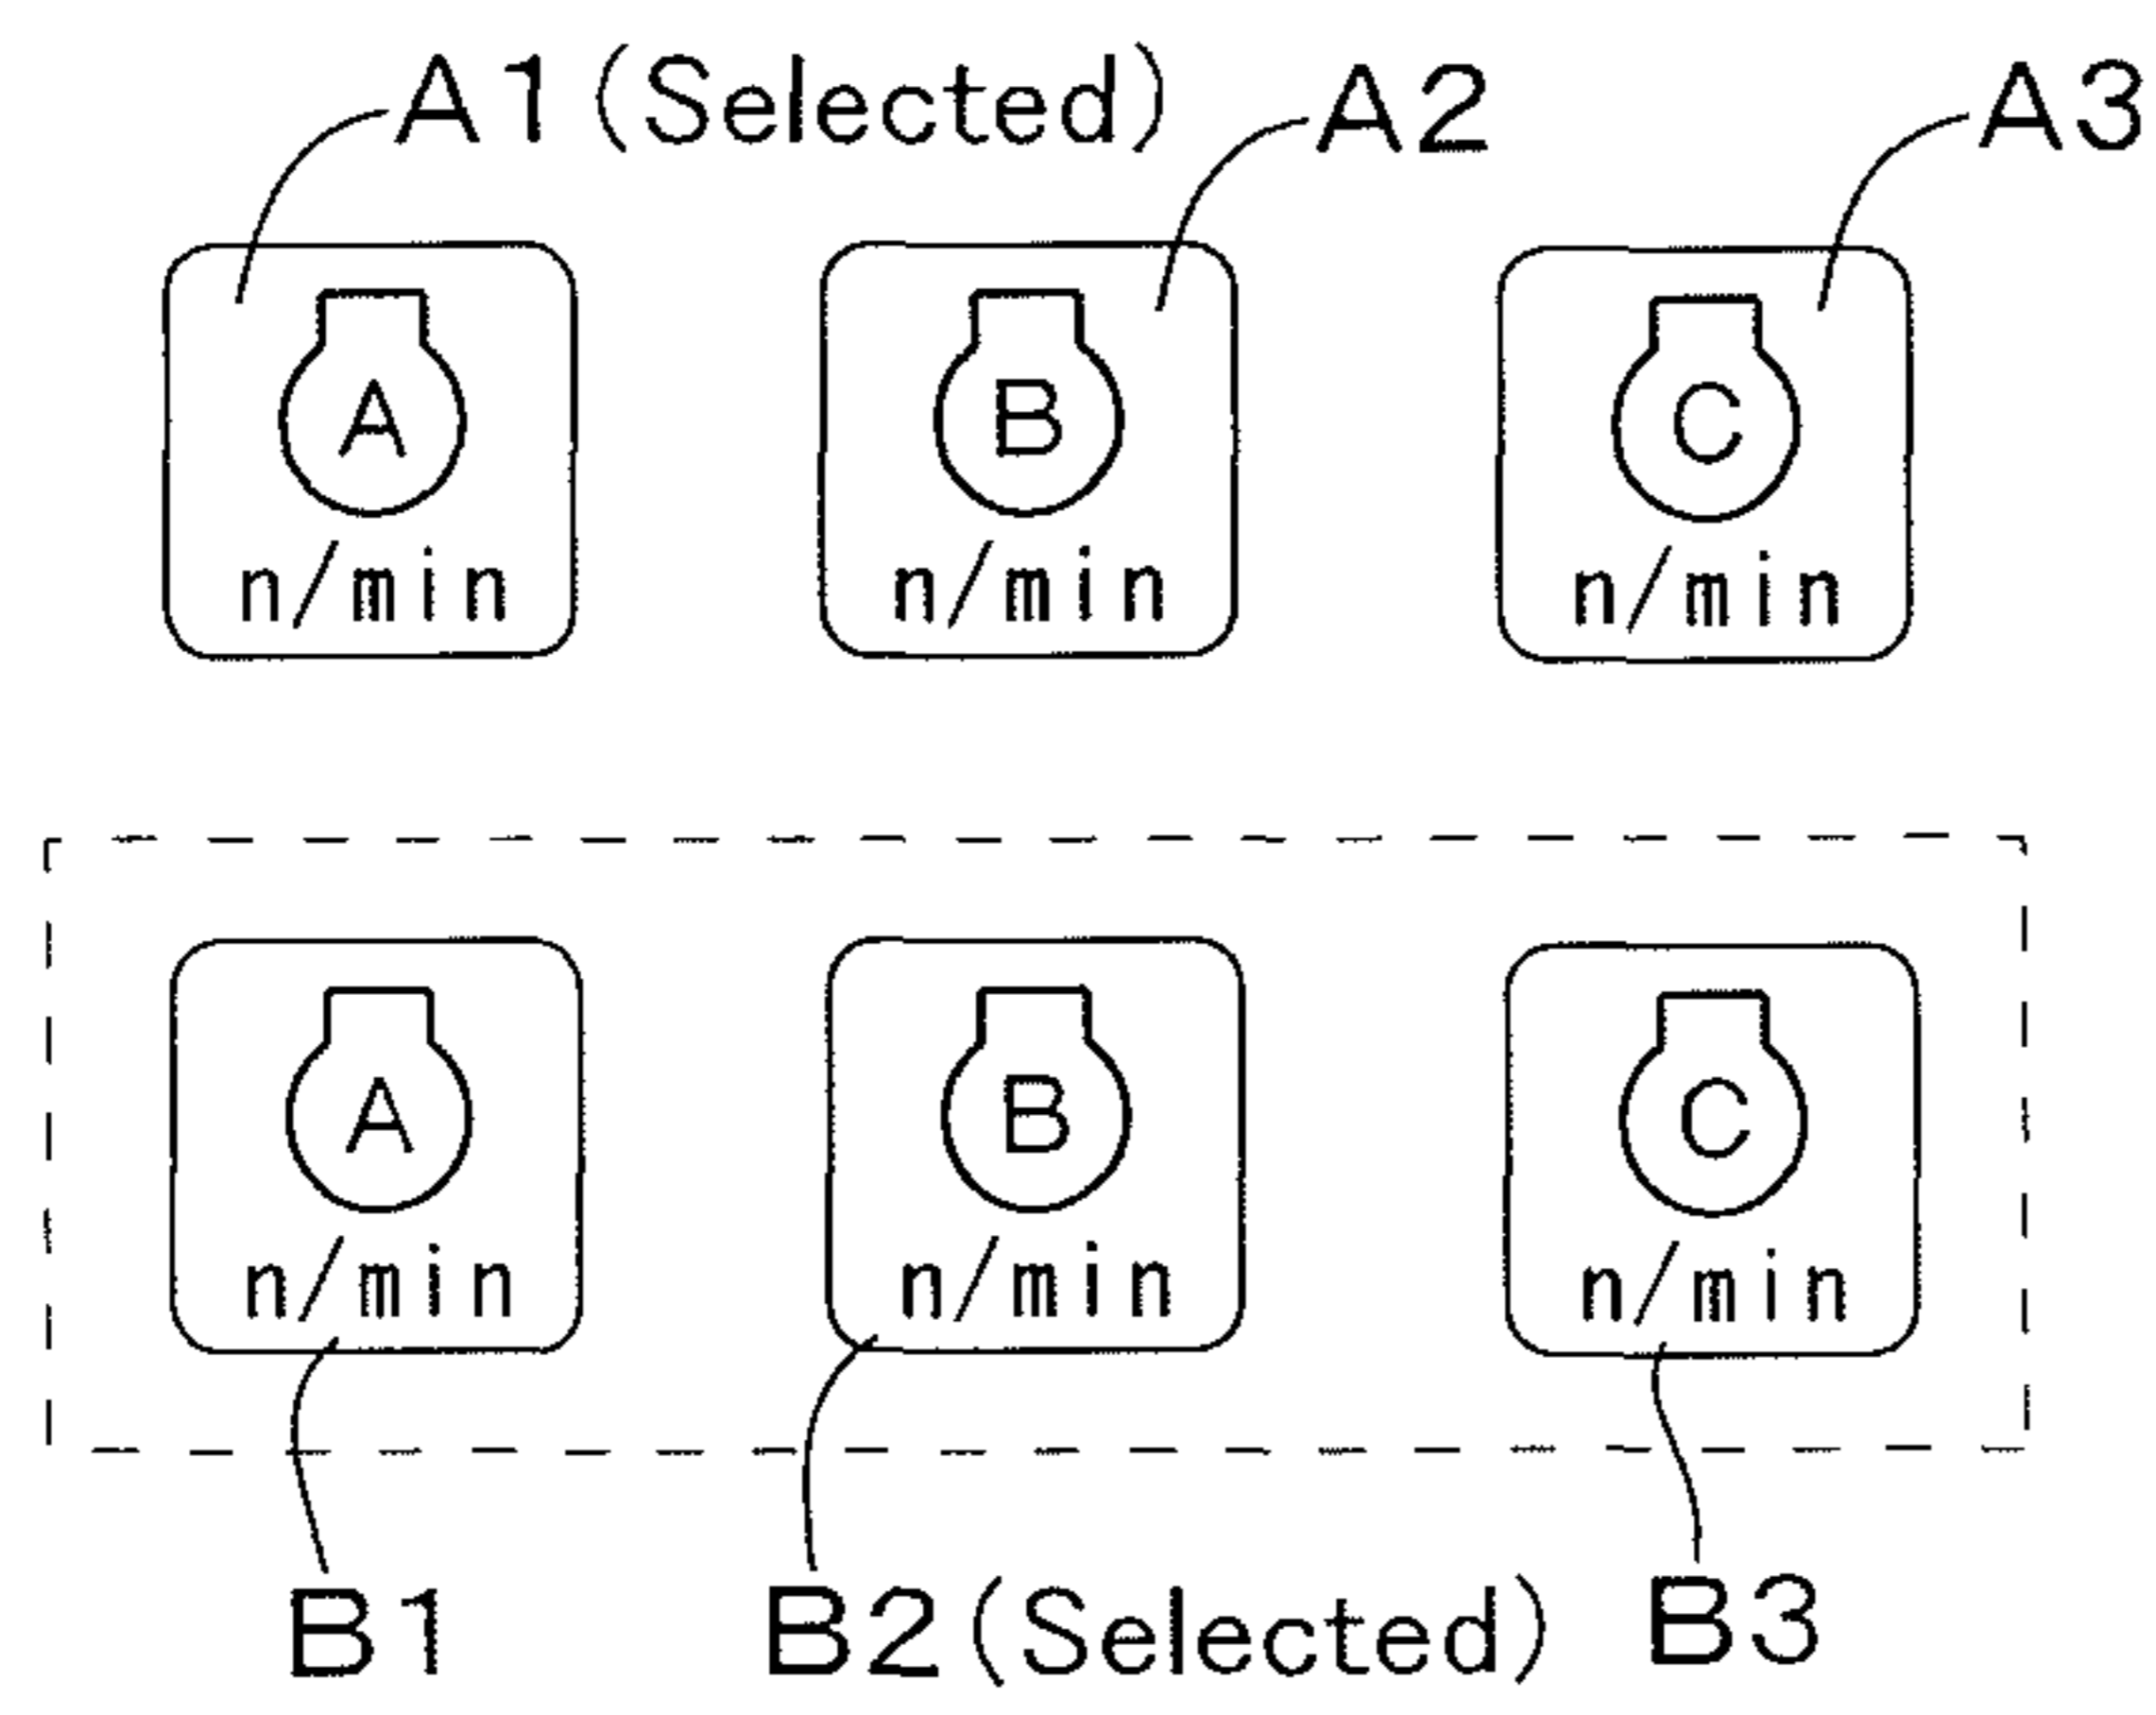 A1(Selected) A2 A3
A B C
n/min n/min n/min
A B C
n/min n/min n/min
B1 B2(Selected) B3